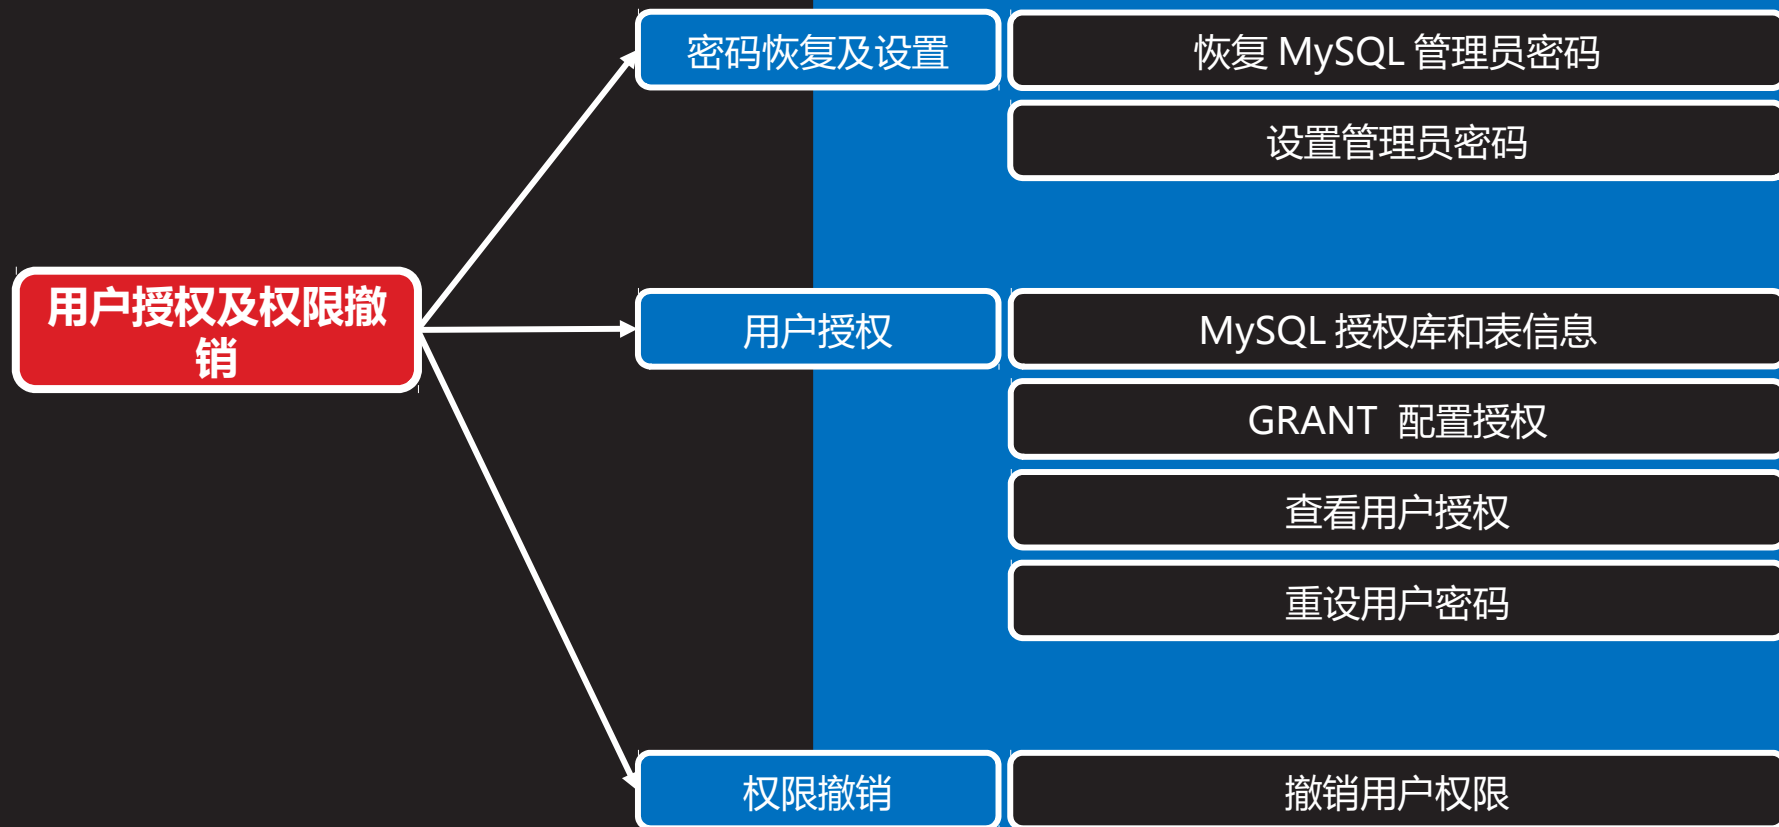 用户授权及权限撤
销
密码恢复及设置
恢复 MySQL 管理员密码
设置管理员密码
用户授权
MySQL 授权库和表信息
GRANT 配置授权
查看用户授权
重设用户密码
权限撤销
撤销用户权限